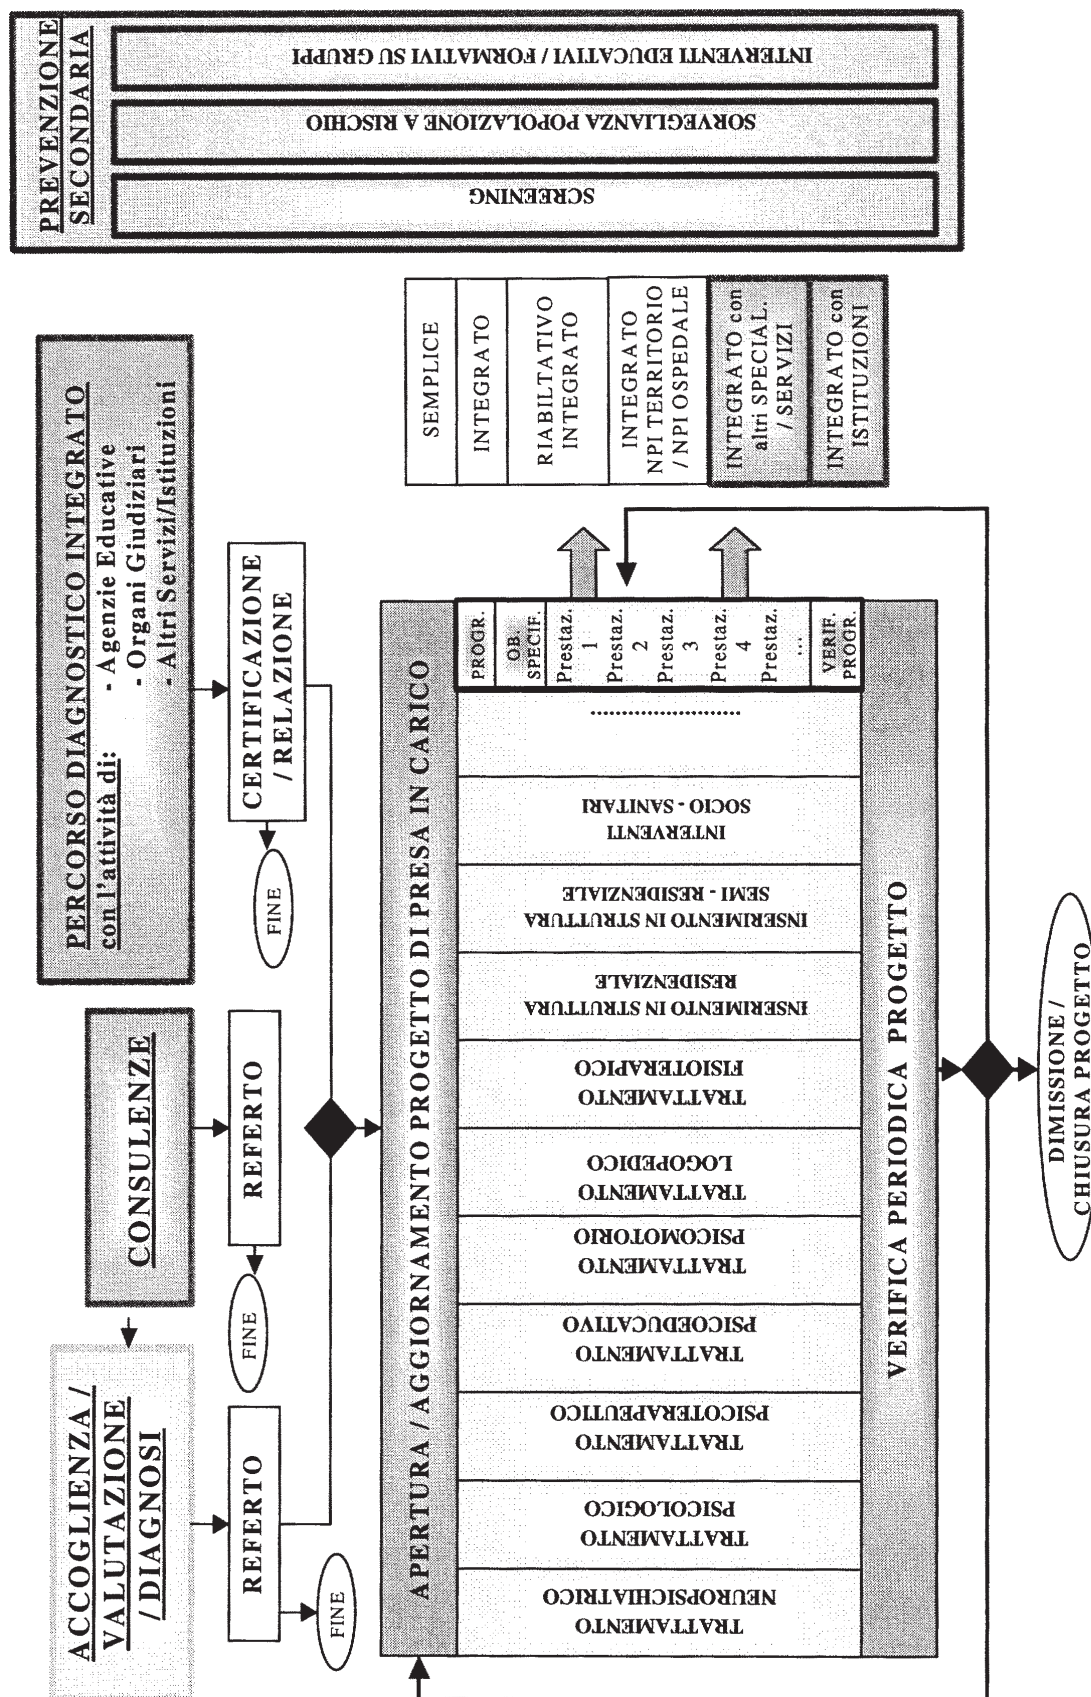 ACCOGLIENZA /
VALUTAZIONE
/ DIAGNOSI
CONSULENZE
PERCORSO DIAGNOSTICO INTEGRATO
con l'attività di:
- Agenzie Educative
- Organi Giudiziari
- Altri Servizi/Istituzioni
PREVENZIONE
SECONDARIA
SCREENING
SORVEGLIANZA POPOLAZIONE A RISCHIO
INTERVENTI EDUCATIVI / FORMATIVI SU GRUPPI
REFERTO
FINE
REFERTO
FINE
CERTIFICAZIONE
/ RELAZIONE
FINE
APERTURA / AGGIORNAMENTO PROGETTO DI PRESA IN CARICO
TRATTAMENTO
NEUROPSICHIATRICO
TRATTAMENTO
PSICOLOGICO
TRATTAMENTO
PSICOTERAPEUTICO
TRATTAMENTO
PSICOEDUCATIVO
TRATTAMENTO
PSICOMOTORIO
TRATTAMENTO
LOGOPEDICO
TRATTAMENTO
FISIOTERAPICO
INSERIMENTO IN STRUTTURA
RESIDENZIALE
INSERIMENTO IN STRUTTURA
SEMI - RESIDENZIALE
INTERVENTI
SOCIO - SANITARI
........................
PROGR.
OB.
SPECIF.
Prestaz.
1
Prestaz.
2
Prestaz.
3
Prestaz.
4
Prestaz.
...
VERIF.
PROGR.
SEMPLICE
INTEGRATO
RIABILTATIVO
INTEGRATO
INTEGRATO
NPI TERRITORIO
/ NPI OSPEDALE
INTEGRATO con
altri SPECIAL.
/ SERVIZI
INTEGRATO con
ISTITUZIONI
VERIFICA PERIODICA PROGETTO
DIMISSIONE /
CHIUSURA PROGETTO